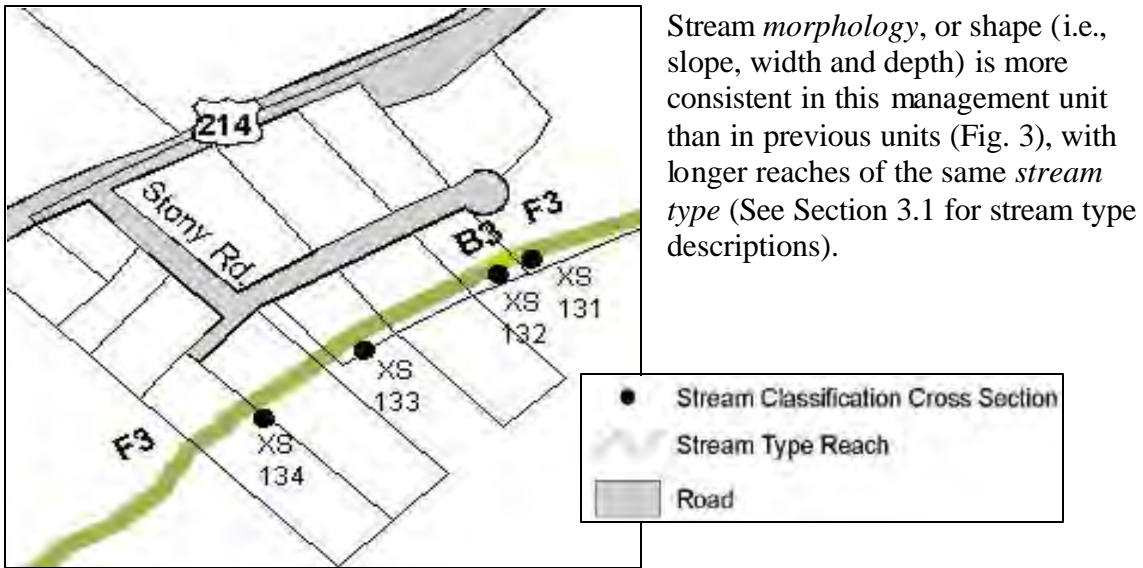 214
Stony Rd.
B3
F3
XS
131
XS
132
XS
133
XS
134
F3
Stream morphology, or shape (i.e.,
slope, width and depth) is more
consistent in this management unit
than in previous units (Fig. 3), with
longer reaches of the same stream
type (See Section 3.1 for stream type
descriptions).
Stream Classification Cross Section
Stream Type Reach
Road